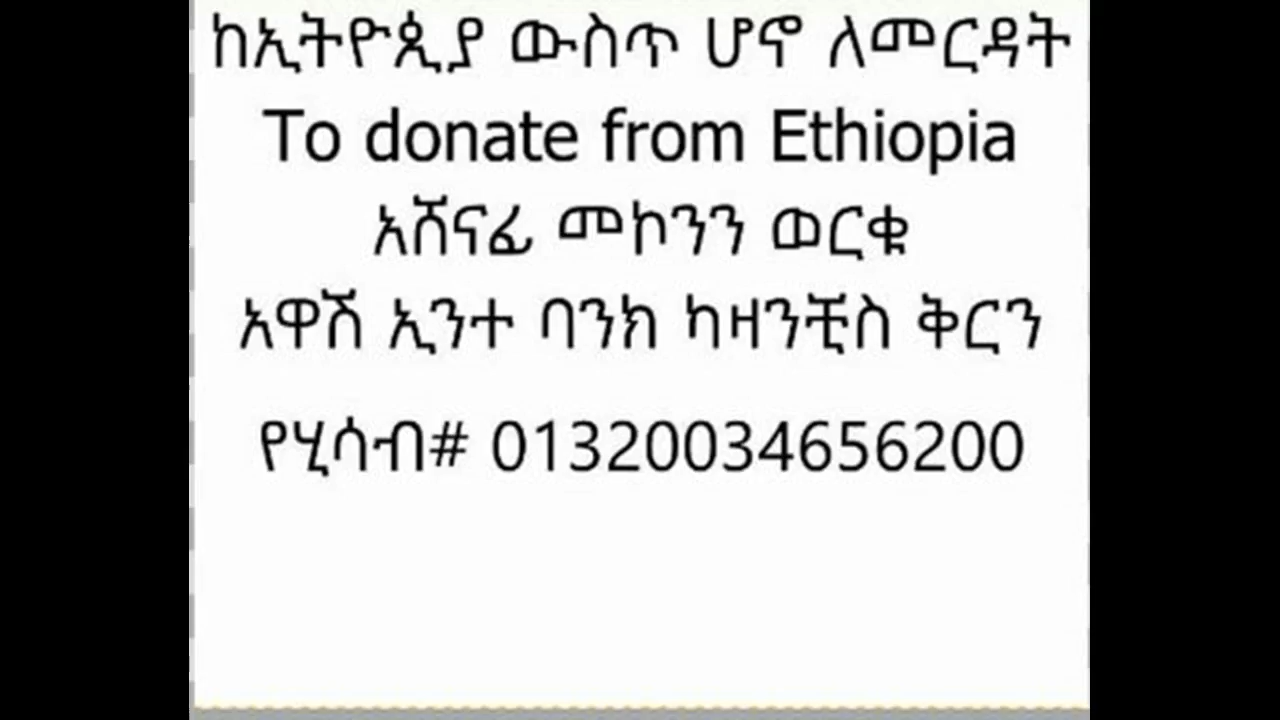 ከኢትዮጲያ ውስጥ ሆኖ ለመርዳት
To donate from Ethiopia
አሸናፊ መኮንን ወርቁ
አዋሽ ኢንተ ባንክ ካዛንቺስ ቅርን
የሂሳብ# 01320034656200